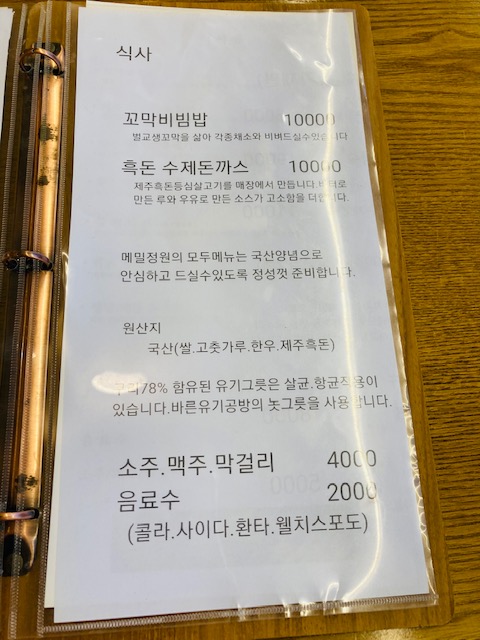 식사
꼬막비빔밥 10000
벌교생꼬막을 삶아 각종채소와 비벼드실수있습니다
흑돈 수제돈까스 10000
제주흑돈등심살고기를 매장에서 만듭니다.버터로
만든 루와 우유로 만든 소스가 고소함을 더합니다.
메밀정원의 모두메뉴는 국산양념으로
안심하고 드실수있도록 정성껏 준비합니다.
원산지
국산(쌀.고춧가루.한우.제주흑돈)
구리78% 함유된 유기그릇은 살균.항균작용이
있습니다.바른유기공방의 놋그릇을 사용합니다.
소주.맥주.막걸리 4000
음료수 2000
(콜라.사이다.환타.웰치스포도)